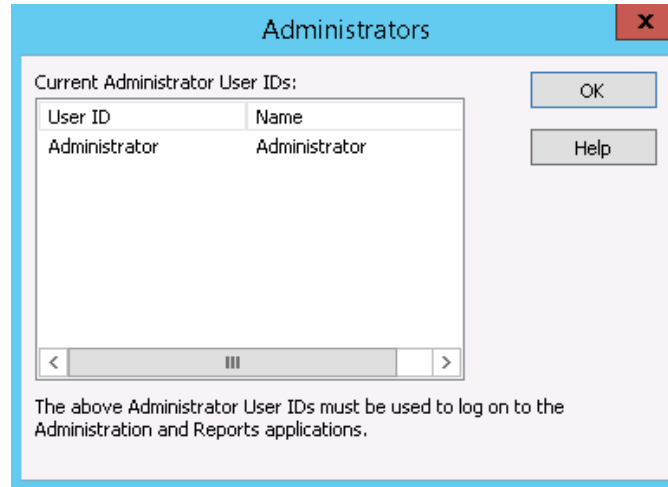 Administrators
x
Current Administrator User IDs:
OK
User ID Name
Administrator Administrator
Help
The above Administrator User IDs must be used to log on to the
Administration and Reports applications.